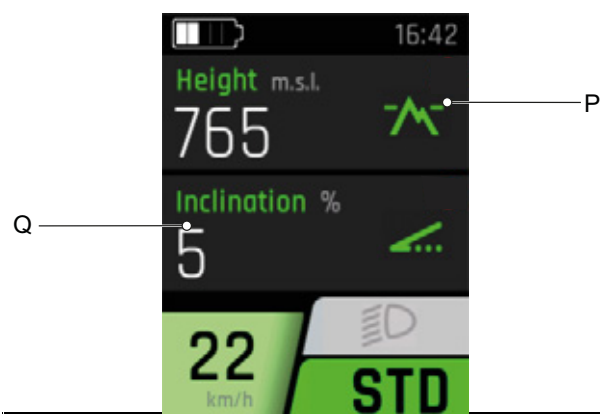 16:42
Height m.s.l.
765
P
Inclination %
Q
5
22
km/h
STD